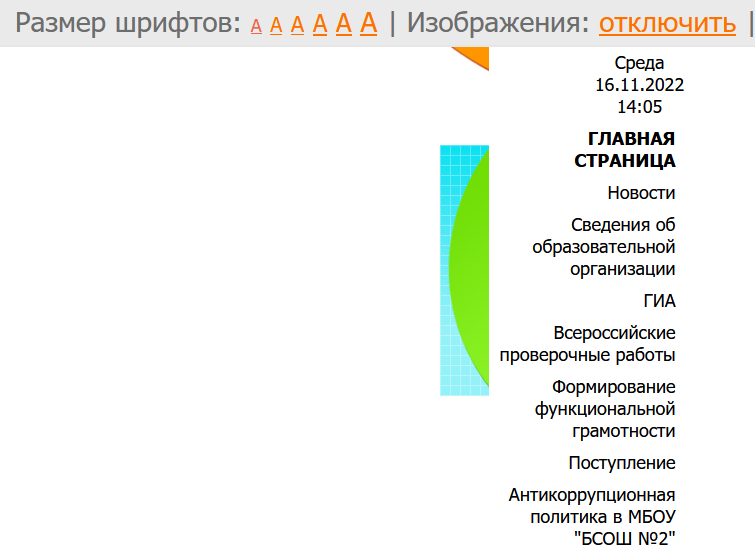 Размер шрифтов: А А А А А А | Изображения: отключить |
Среда
16.11.2022
14:05
ГЛАВНАЯ
СТРАНИЦА
Новости
Сведения об
образовательной
организации
ГИА
Всероссийские
проверочные работы
Формирование
функциональной
грамотности
Поступление
Антикоррупционная
политика в МБОУ
"БСОШ №2"